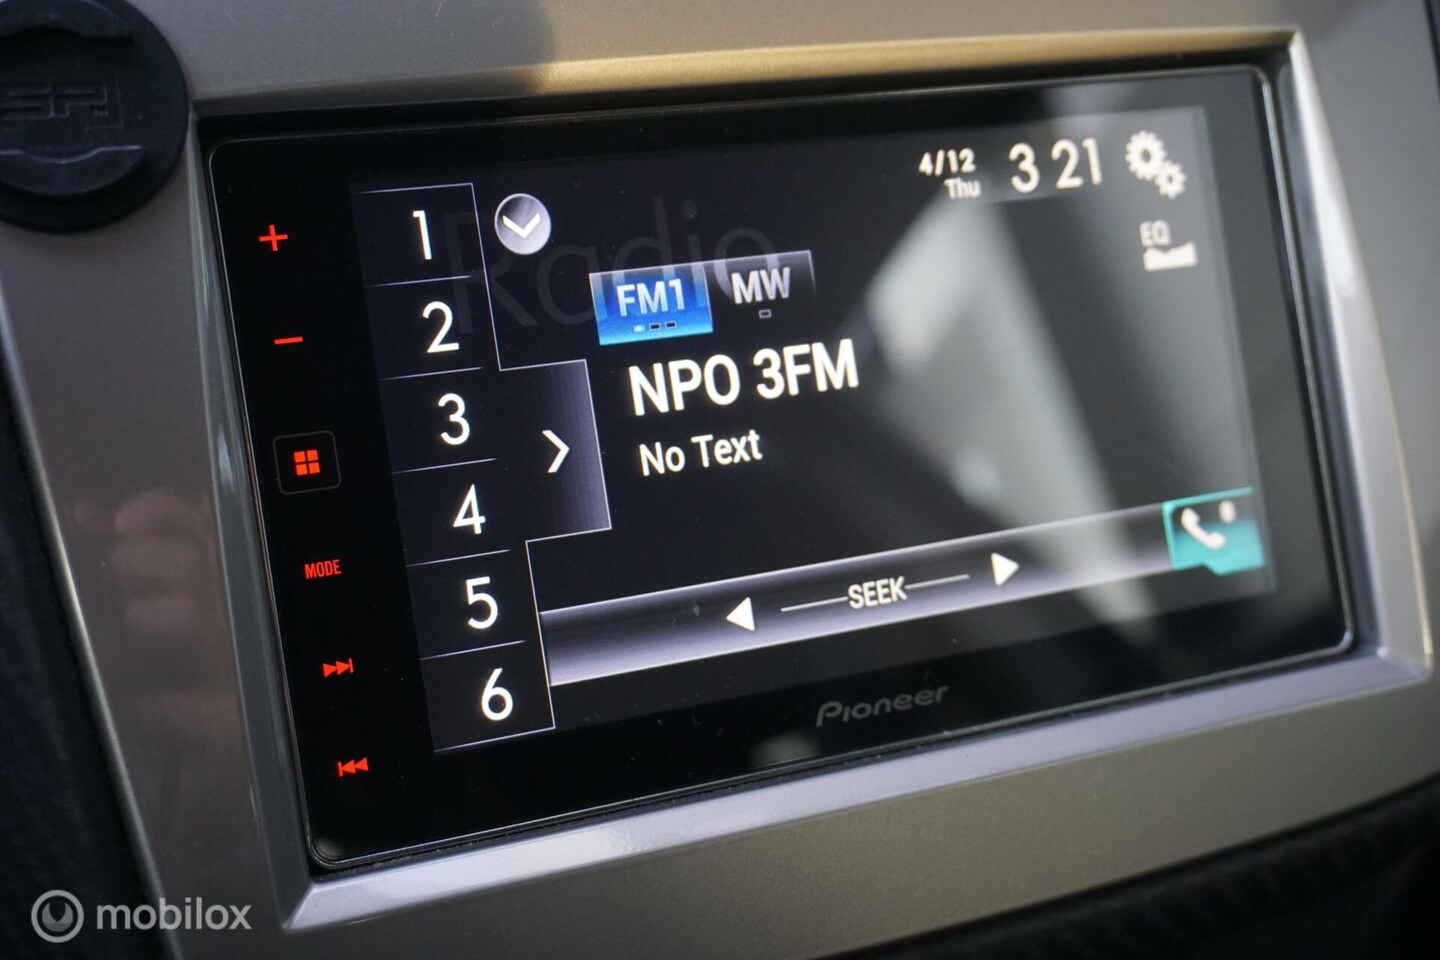 4/12
Thu
3 21
EQ
Radio
FM1
MW
NPO 3FM
No Text
1
2
3
4
5
6
MODE
SEEK
Pioneer
mobilox